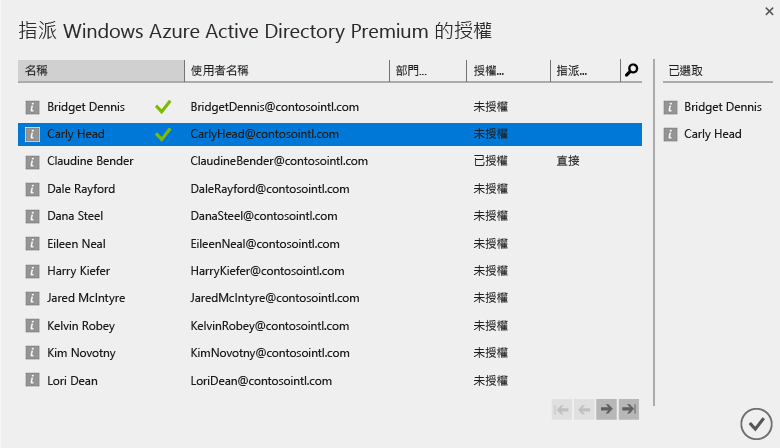 指派 Windows Azure Active Directory Premium 的授權
名稱 使用者名稱 部門... 授權... 指派... 已選取
Bridget Dennis BridgetDennis@contosointl.com 未授權 Bridget Dennis
Carly Head CarlyHead@contosointl.com 未授權 Carly Head
Claudine Bender ClaudineBender@contosointl.com 已授權 直接
Dale Rayford DaleRayford@contosointl.com 未授權
Dana Steel DanaSteel@contosointl.com 未授權
Eileen Neal EileenNeal@contosointl.com 未授權
Harry Kiefer HarryKiefer@contosointl.com 未授權
Jared McIntyre JaredMcIntyre@contosointl.com 未授權
Kelvin Robey KelvinRobey@contosointl.com 未授權
Kim Novotny KimNovotny@contosointl.com 未授權
Lori Dean LoriDean@contosointl.com 未授權